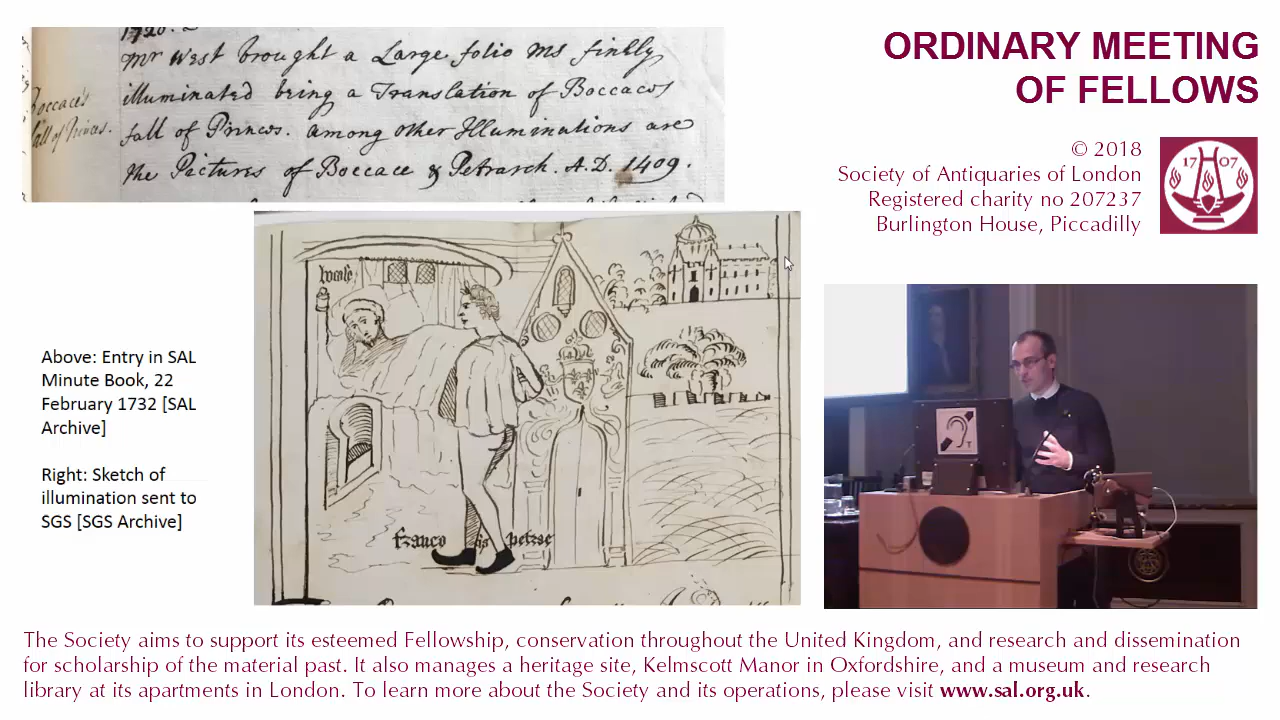 1720.
Mr West brought a Large folio MS finely
illuminated being a Translation of Boccaces
fall of Princes. among other Illuminations are
the Pictures of Boccace & Petrarch. A.D. 1409.
Boccace's
fall of Princes.
bocase
franco sis petrac
Above: Entry in SAL
Minute Book, 22
February 1732 [SAL
Archive]
Right: Sketch of
illumination sent to
SGS [SGS Archive]
ORDINARY MEETING
OF FELLOWS
© 2018
Society of Antiquaries of London
Registered charity no 207237
Burlington House, Piccadilly
1707
T
The Society aims to support its esteemed Fellowship, conservation throughout the United Kingdom, and research and dissemination
for scholarship of the material past. It also manages a heritage site, Kelmscott Manor in Oxfordshire, and a museum and research
library at its apartments in London. To learn more about the Society and its operations, please visit www.sal.org.uk.